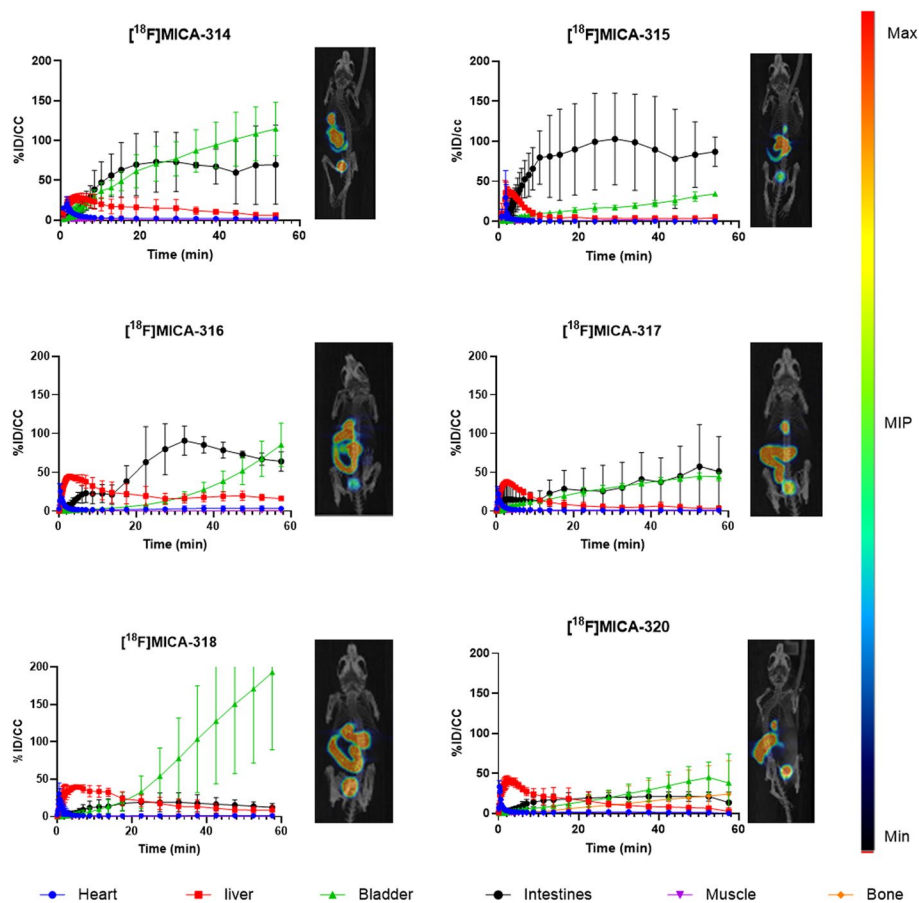 [¹⁸F]MICA-314
[¹⁸F]MICA-315
200
150
100
50
0
%ID/CC
0 20 40 60
Time (min)
200
150
100
50
0
%ID/cc
0 20 40 60
Time (min)
Max
[¹⁸F]MICA-316
[¹⁸F]MICA-317
200
150
100
50
0
%ID/CC
0 20 40 60
Time (min)
200
150
100
50
0
%ID/CC
0 20 40 60
Time (min)
MIP
[¹⁸F]MICA-318
[¹⁸F]MICA-320
200
150
100
50
0
%ID/CC
0 20 40 60
Time (min)
200
150
100
50
0
%ID/CC
0 20 40 60
Time (min)
Min
Heart liver Bladder Intestines Muscle Bone